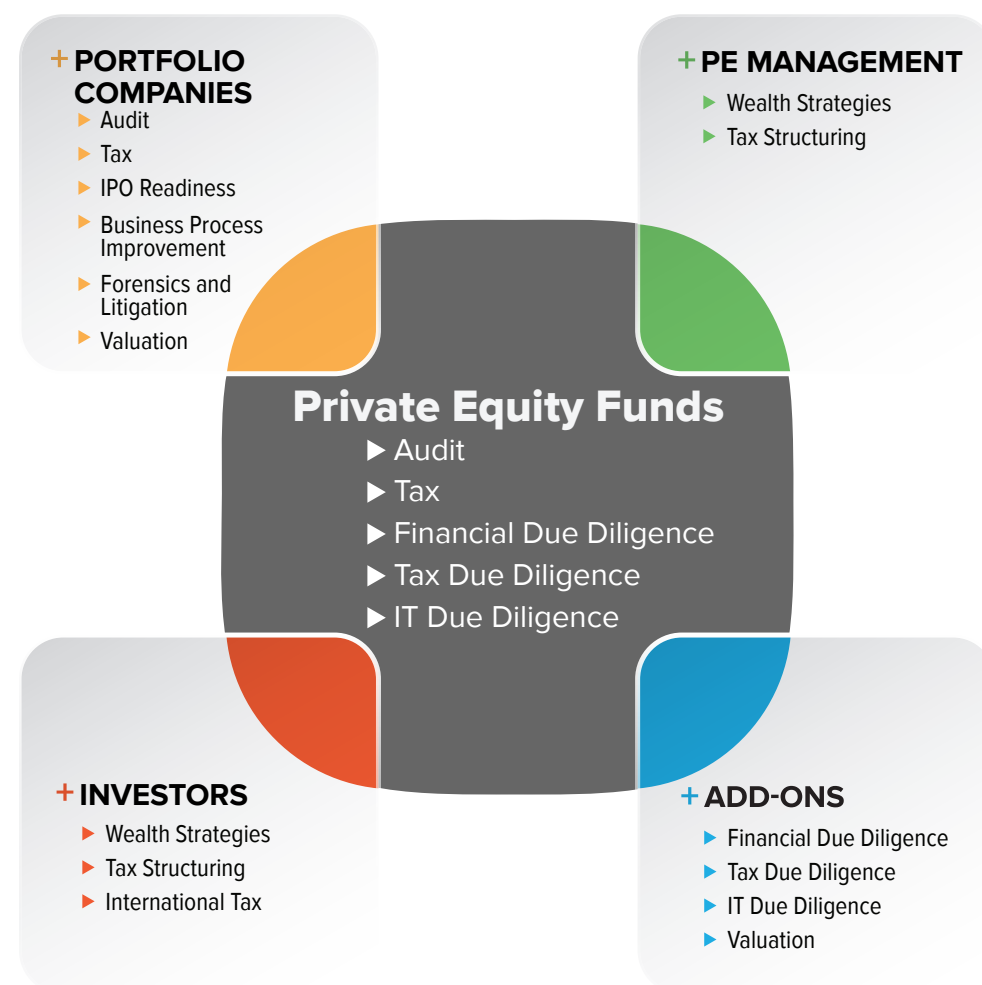 + PORTFOLIO
COMPANIES
Audit
Tax
IPO Readiness
Business Process
Improvement
Forensics and
Litigation
Valuation
+ PE MANAGEMENT
Wealth Strategies
Tax Structuring
Private Equity Funds
Audit
Tax
Financial Due Diligence
Tax Due Diligence
IT Due Diligence
+ INVESTORS
Wealth Strategies
Tax Structuring
International Tax
+ ADD-ONS
Financial Due Diligence
Tax Due Diligence
IT Due Diligence
Valuation